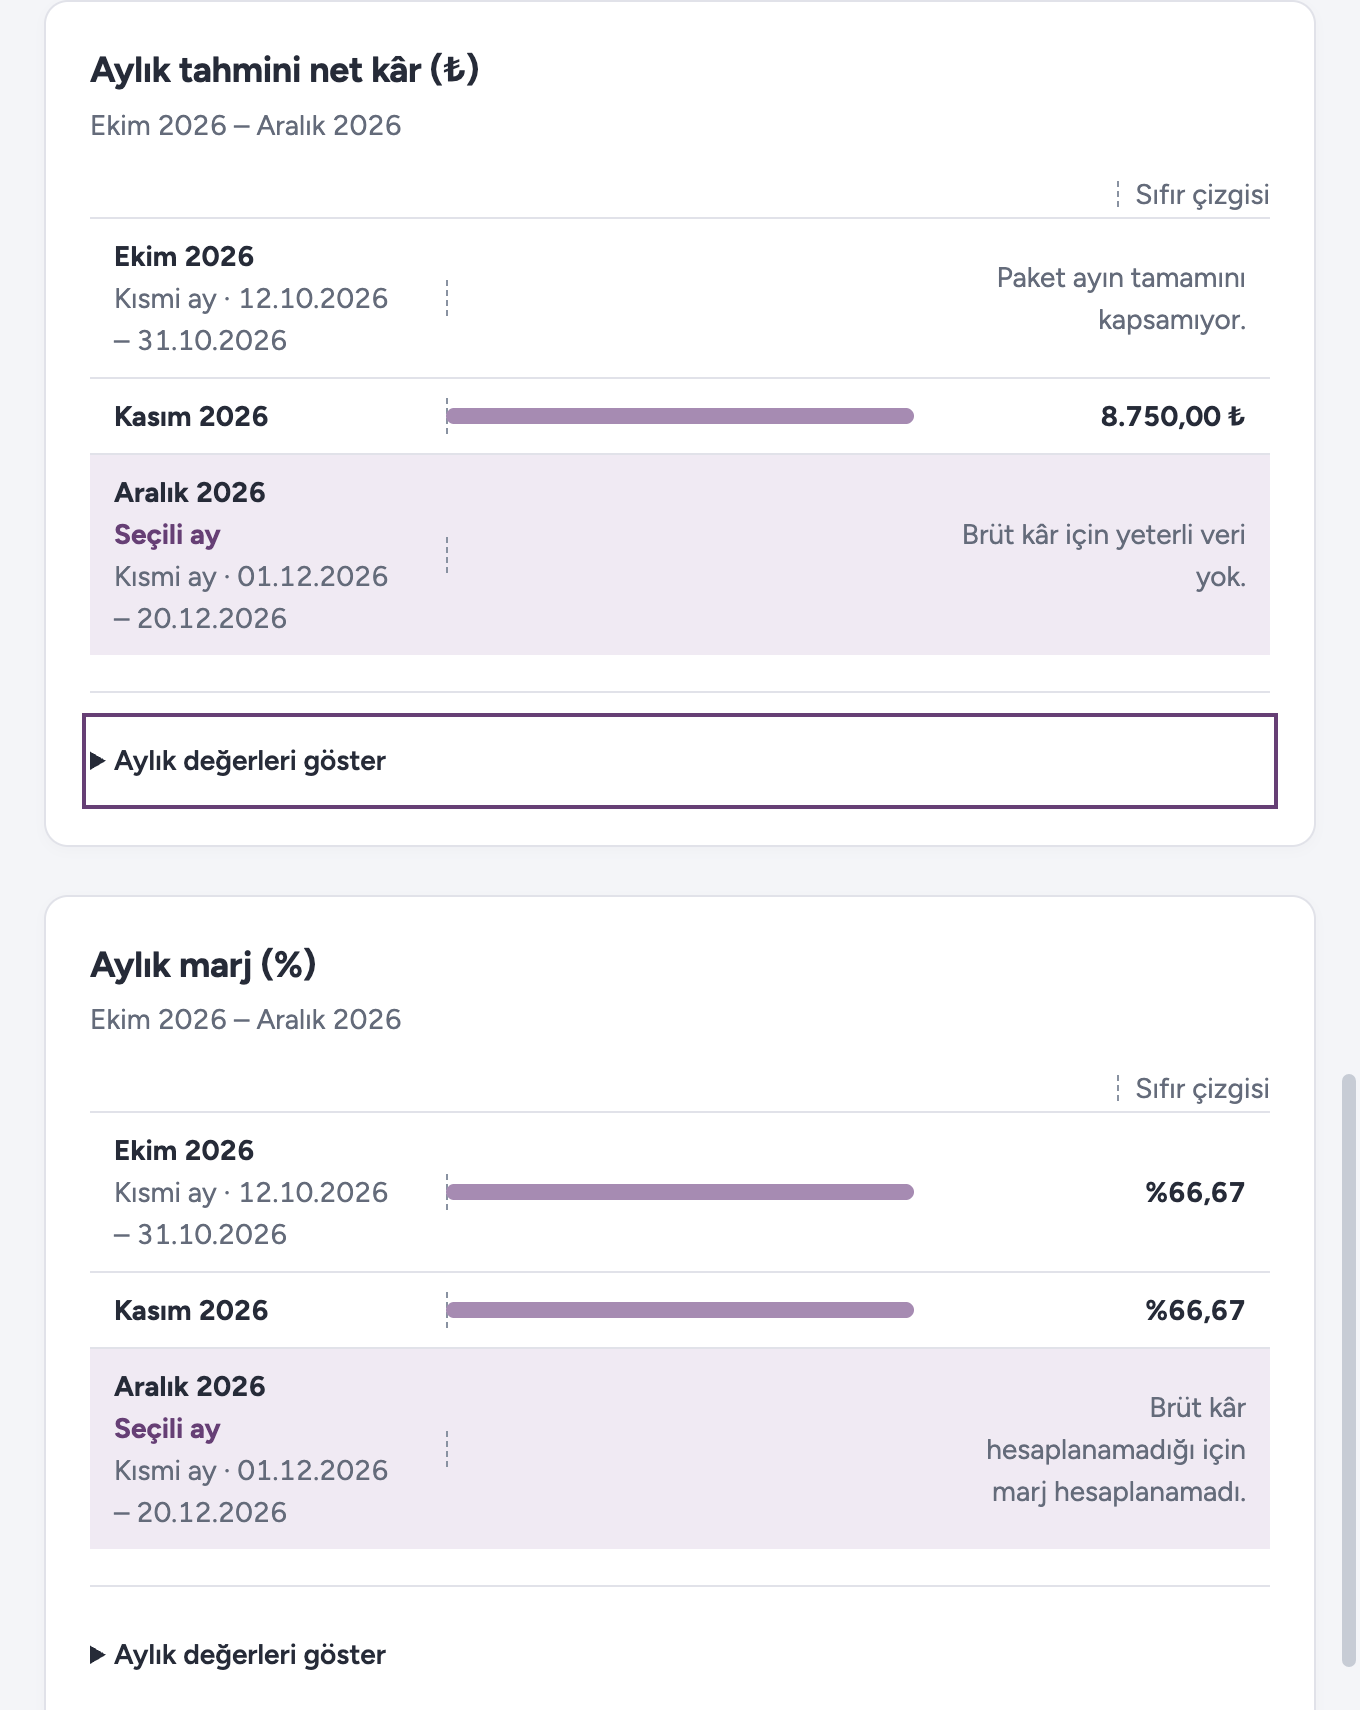 Aylık tahmini net kâr (₺)
Ekim 2026 – Aralık 2026
Sıfır çizgisi
Ekim 2026
Kısmi ay · 12.10.2026
– 31.10.2026
Paket ayın tamamını
kapsamıyor.
Kasım 2026
8.750,00 ₺
Aralık 2026
Seçili ay
Kısmi ay · 01.12.2026
– 20.12.2026
Brüt kâr için yeterli veri
yok.
Aylık değerleri göster
Aylık marj (%)
Ekim 2026 – Aralık 2026
Sıfır çizgisi
Ekim 2026
Kısmi ay · 12.10.2026
– 31.10.2026
%66,67
Kasım 2026
%66,67
Aralık 2026
Seçili ay
Kısmi ay · 01.12.2026
– 20.12.2026
Brüt kâr
hesaplanamadığı için
marj hesaplanamadı.
Aylık değerleri göster